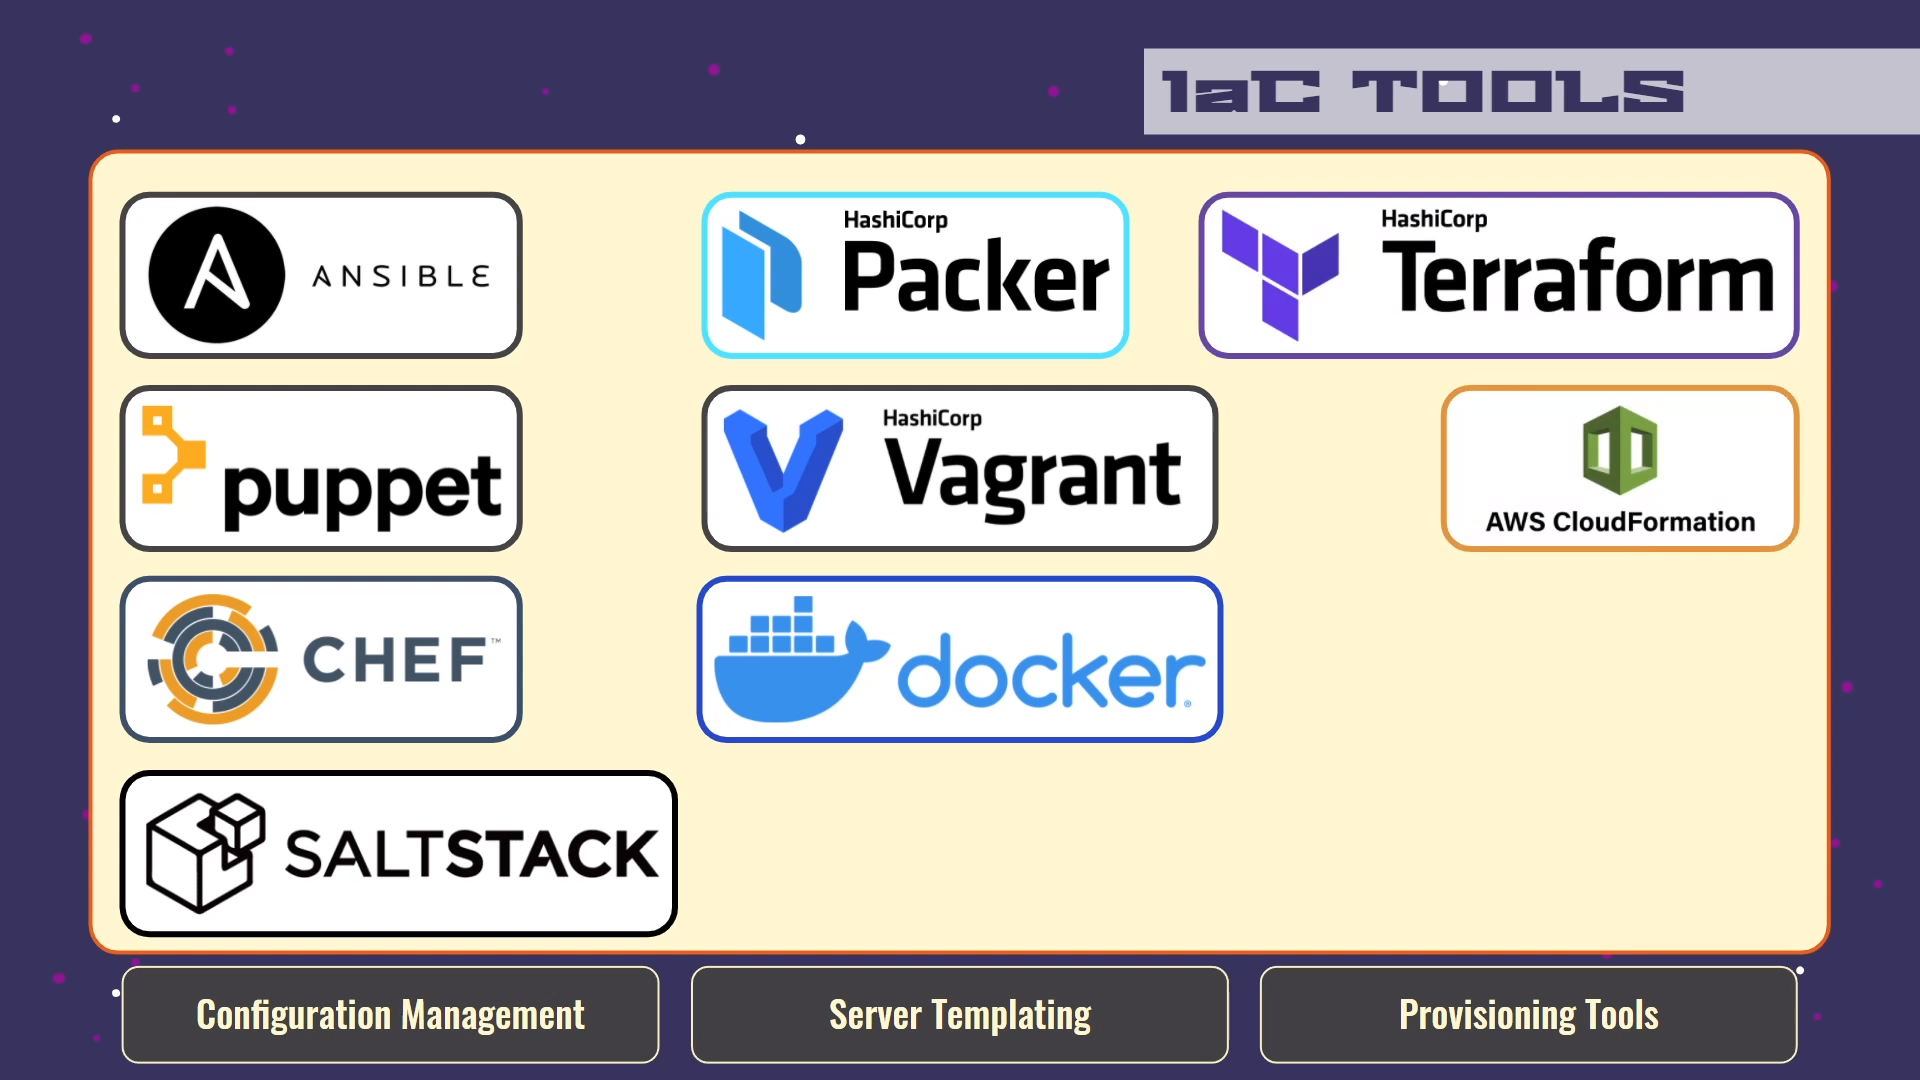 IaC TOOLS
ANSIBLE
HashiCorp
Packer
HashiCorp
Terraform
puppet
HashiCorp
Vagrant
AWS CloudFormation
CHEF™
docker®
SALTSTACK
Configuration Management
Server Templating
Provisioning Tools